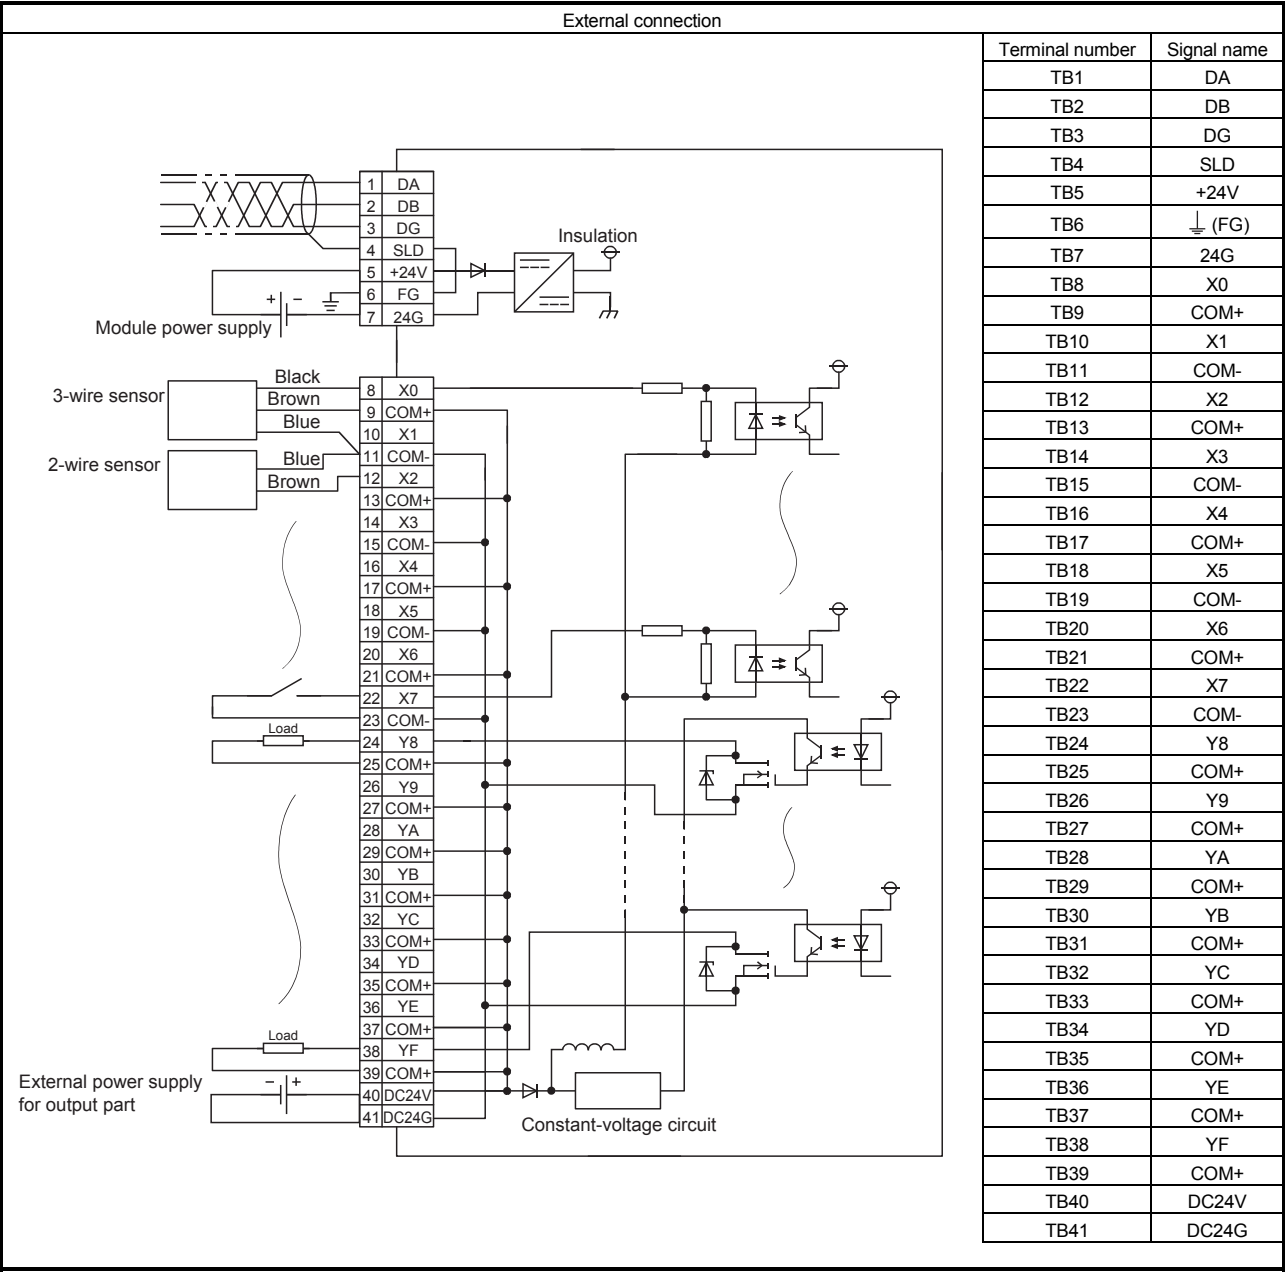 External connection
1 DA
2 DB
3 DG
4 SLD
5 +24V
6 FG
7 24G
Insulation
+ −
Module power supply
3-wire sensor
Black
Brown
Blue
2-wire sensor
Blue
Brown
8 X0
9 COM+
10 X1
11 COM-
12 X2
13 COM+
14 X3
15 COM-
16 X4
17 COM+
18 X5
19 COM-
20 X6
21 COM+
22 X7
23 COM-
Load
24 Y8
25 COM+
26 Y9
27 COM+
28 YA
29 COM+
30 YB
31 COM+
32 YC
33 COM+
34 YD
35 COM+
36 YE
37 COM+
Load
38 YF
39 COM+
40 DC24V
41 DC24G
External power supply
for output part
− +
Constant-voltage circuit
Terminal number Signal name
TB1 DA
TB2 DB
TB3 DG
TB4 SLD
TB5 +24V
TB6 (FG)
TB7 24G
TB8 X0
TB9 COM+
TB10 X1
TB11 COM-
TB12 X2
TB13 COM+
TB14 X3
TB15 COM-
TB16 X4
TB17 COM+
TB18 X5
TB19 COM-
TB20 X6
TB21 COM+
TB22 X7
TB23 COM-
TB24 Y8
TB25 COM+
TB26 Y9
TB27 COM+
TB28 YA
TB29 COM+
TB30 YB
TB31 COM+
TB32 YC
TB33 COM+
TB34 YD
TB35 COM+
TB36 YE
TB37 COM+
TB38 YF
TB39 COM+
TB40 DC24V
TB41 DC24G